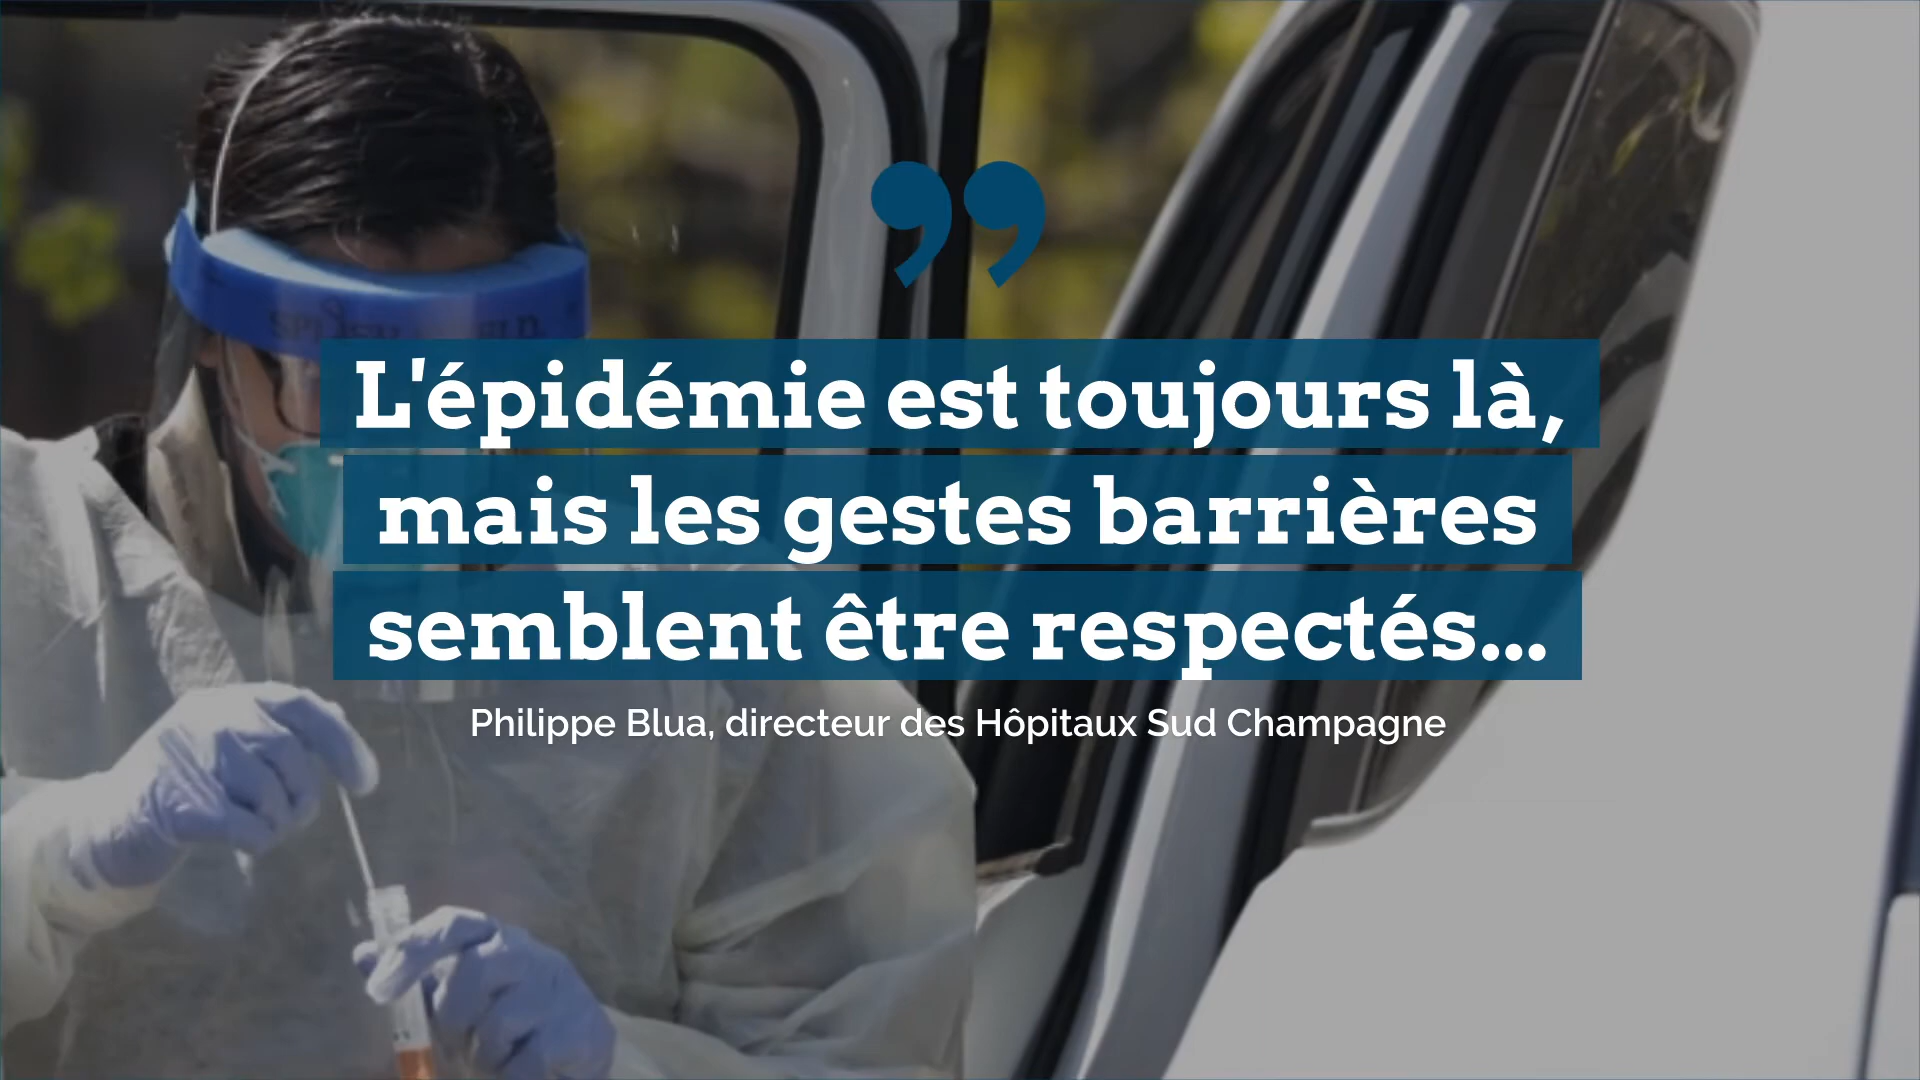 ”
L'épidémie est toujours là,
mais les gestes barrières
semblent être respectés...
Philippe Blua, directeur des Hôpitaux Sud Champagne